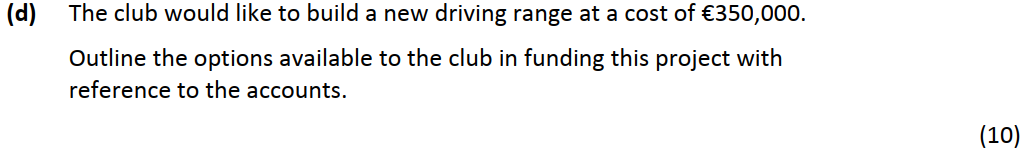 (d) The club would like to build a new driving range at a cost of €350,000.
Outline the options available to the club in funding this project with
reference to the accounts.
(10)